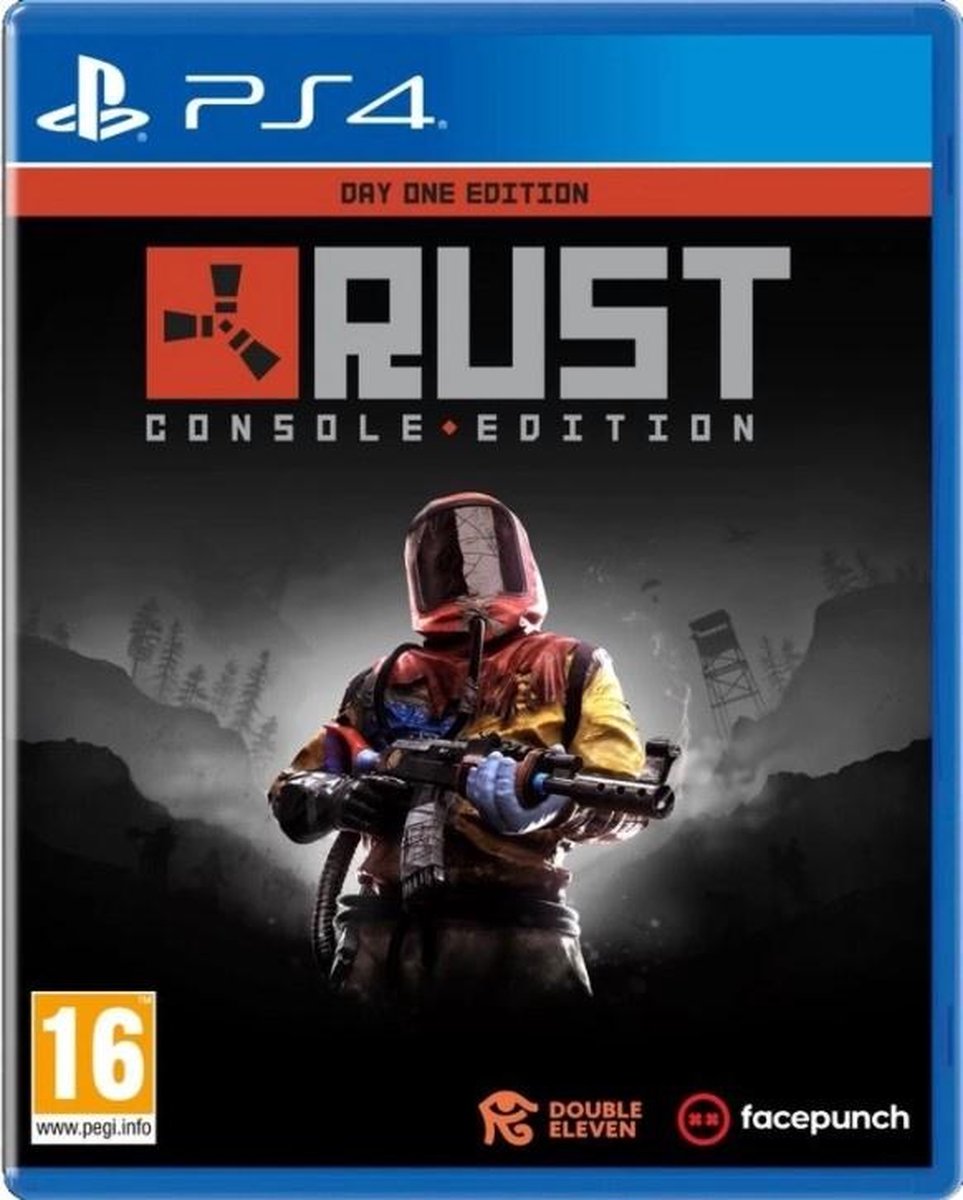 PS4
DAY ONE EDITION
RUST
CONSOLE EDITION
16
www.pegi.info
DOUBLE
ELEVEN
facepunch